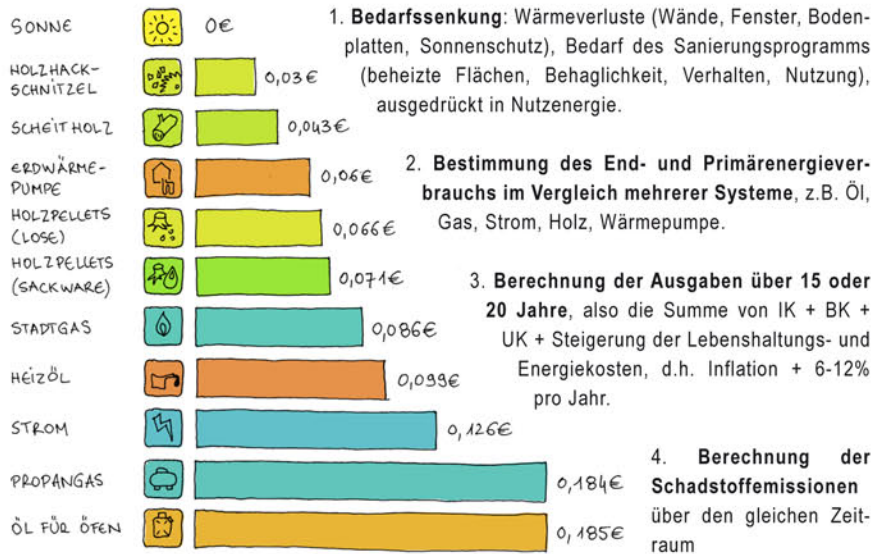 SONNE 0€
HOLZHACK-
SCHNITZEL 0,03€
SCHEITHOLZ 0,043€
ERDWÄRME-
PUMPE 0,06€
HOLZPELLETS
(LOSE) 0,066€
HOLZPELLETS
(SACKWARE) 0,071€
STADTGAS 0,086€
HEIZÖL 0,099€
STROM 0,126€
PROPANGAS 0,184€
ÖL FÜR ÖFEN 0,185€
1. Bedarfssenkung: Wärmeverluste (Wände, Fenster, Boden-
platten, Sonnenschutz), Bedarf des Sanierungsprogramms
(beheizte Flächen, Behaglichkeit, Verhalten, Nutzung),
ausgedrückt in Nutzenergie.
2. Bestimmung des End- und Primärenergiever-
brauchs im Vergleich mehrerer Systeme, z.B. Öl,
Gas, Strom, Holz, Wärmepumpe.
3. Berechnung der Ausgaben über 15 oder
20 Jahre, also die Summe von IK + BK +
UK + Steigerung der Lebenshaltungs- und
Energiekosten, d.h. Inflation + 6-12%
pro Jahr.
4. Berechnung der
Schadstoffemissionen
über den gleichen Zeit-
raum